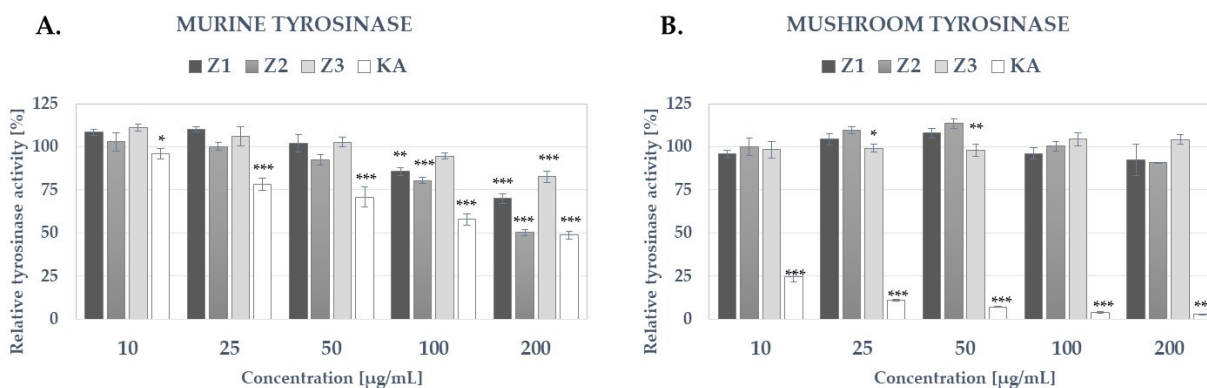 A. MURINE TYROSINASE
Z1 Z2 Z3 KA
Relative tyrosinase activity [%]
125
100
75
50
25
0
*
***
***
** *** ***
*** *** *** ***
10 25 50 100 200
Concentration [µg/mL]
B. MUSHROOM TYROSINASE
Z1 Z2 Z3 KA
Relative tyrosinase activity [%]
125
100
75
50
25
0
***
* ***
** ***
***
**
10 25 50 100 200
Concentration [µg/mL]